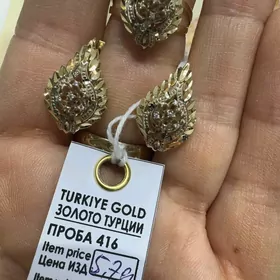 TURKIYE GOLD
ЗОЛОТО ТУРЦИИ
ПРОБА 416
Item price
Цена ИЗД